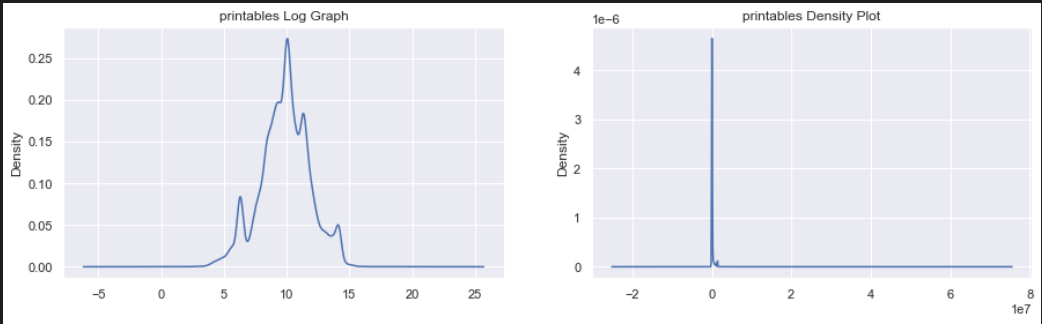 printables Log Graph
Density
0.25
0.20
0.15
0.10
0.05
0.00
−5 0 5 10 15 20 25
printables Density Plot
1e−6
Density
4
3
2
1
0
−2 0 2 4 6 8
1e7